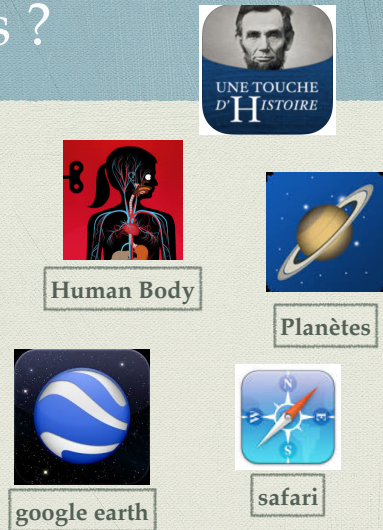 s ?
UNE TOUCHE
D'HISTOIRE
Human Body
Planètes
N
W E
S
google earth
safari